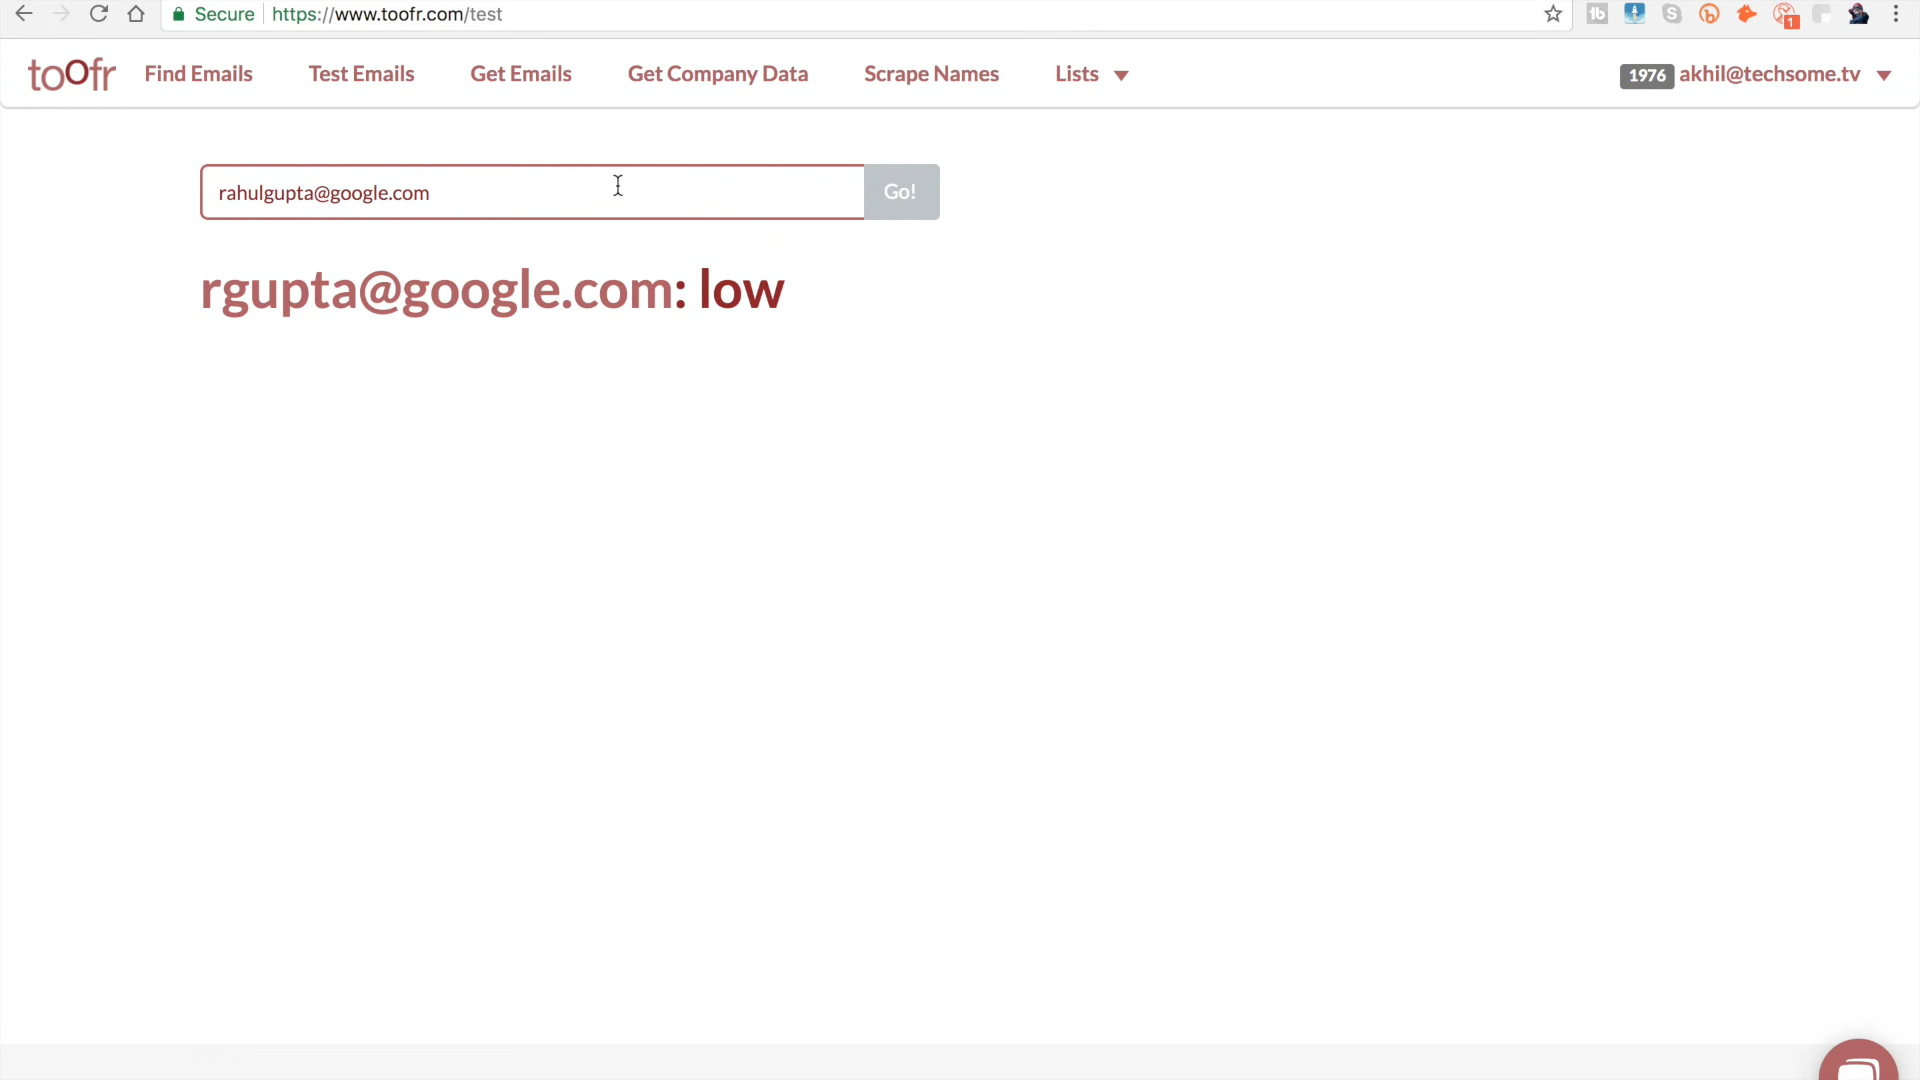 Secure https://www.toofr.com/test
1
toofr Find Emails Test Emails Get Emails Get Company Data Scrape Names Lists 1976 akhil@techsome.tv
rahulgupta@google.com Go!
rgupta@google.com: low